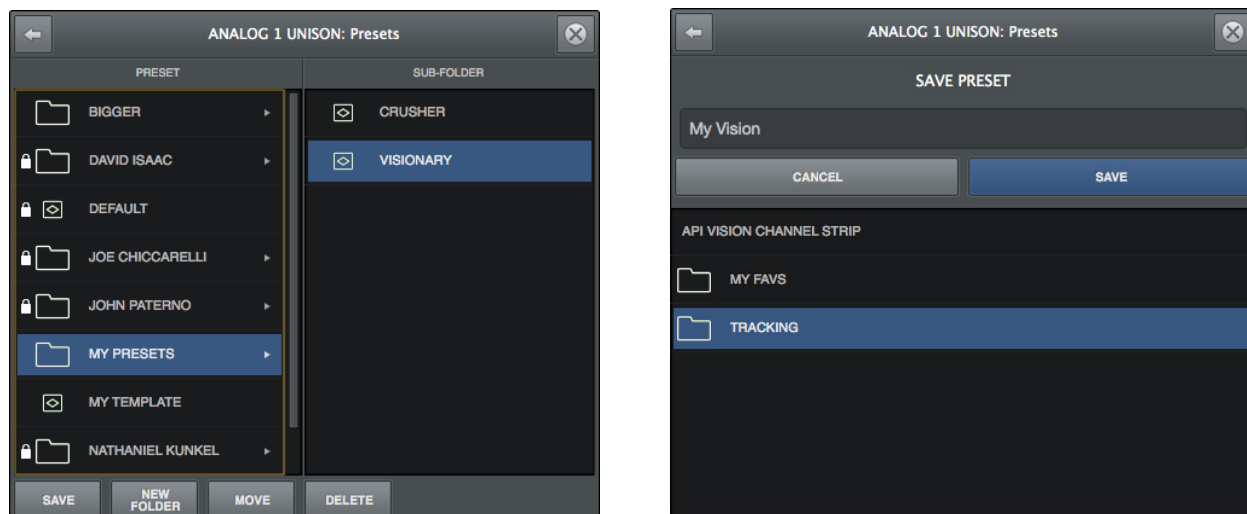 ANALOG 1 UNISON: Presets
PRESET
SUB-FOLDER
BIGGER
DAVID ISAAC
DEFAULT
JOE CHICCARELLI
JOHN PATERNO
MY PRESETS
MY TEMPLATE
NATHANIEL KUNKEL
CRUSHER
VISIONARY
SAVE
NEW
FOLDER
MOVE
DELETE
ANALOG 1 UNISON: Presets
SAVE PRESET
My Vision
CANCEL
SAVE
API VISION CHANNEL STRIP
MY FAVS
TRACKING